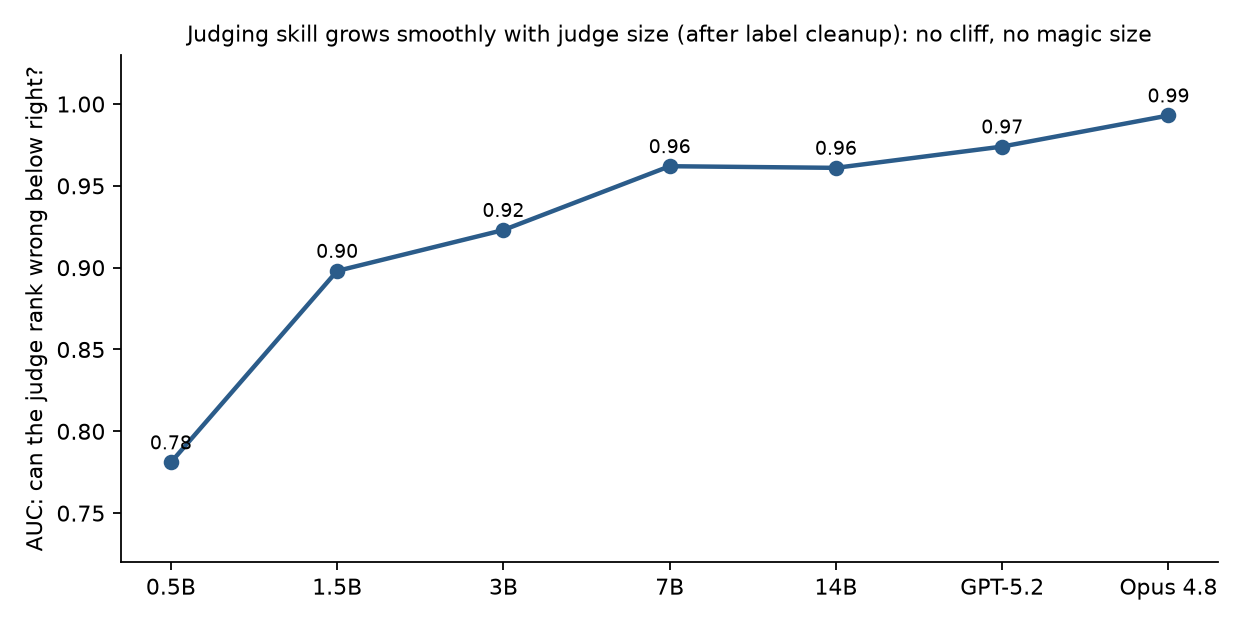 Judging skill grows smoothly with judge size (after label cleanup): no cliff, no magic size
AUC: can the judge rank wrong below right?
1.00
0.95
0.90
0.85
0.80
0.75
0.78
0.90
0.92
0.96
0.96
0.97
0.99
0.5B
1.5B
3B
7B
14B
GPT-5.2
Opus 4.8